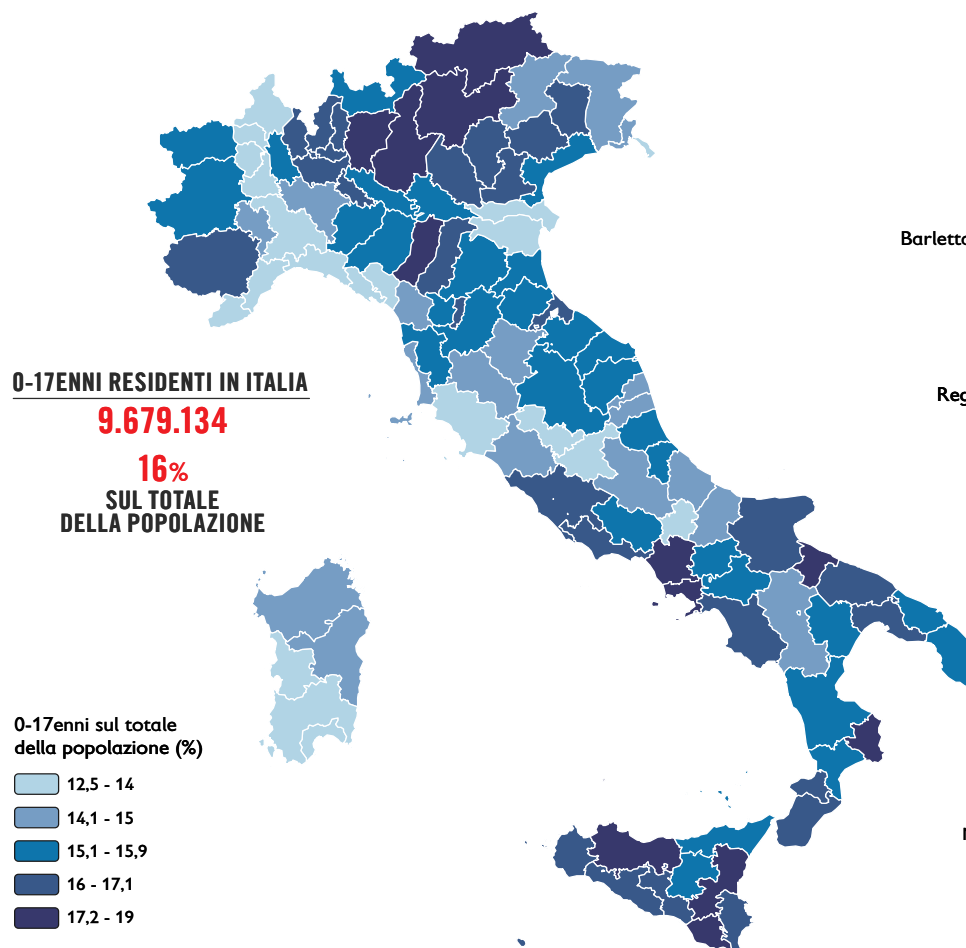 Barletta
Reg
0-17ENNI RESIDENTI IN ITALIA
9.679.134
16%
SUL TOTALE
DELLA POPOLAZIONE
0-17enni sul totale
della popolazione (%)
12,5 - 14
14,1 - 15
15,1 - 15,9
16 - 17,1
17,2 - 19